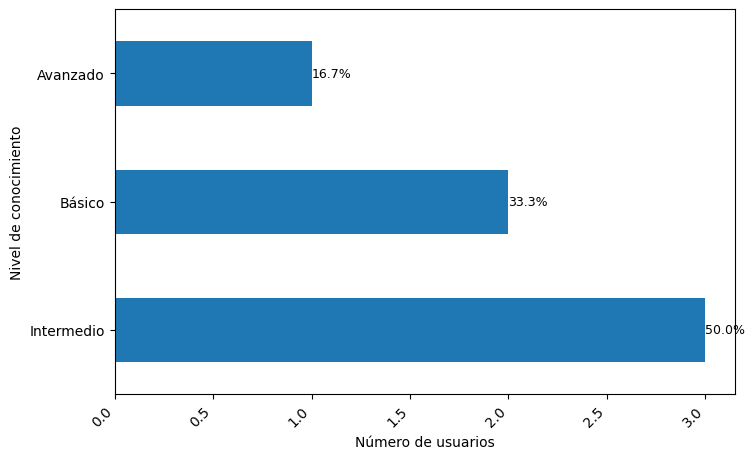 Avanzado
16.7%
Básico
33.3%
Intermedio
50.0%
Nivel de conocimiento
0.0
0.5
1.0
1.5
2.0
2.5
3.0
Número de usuarios